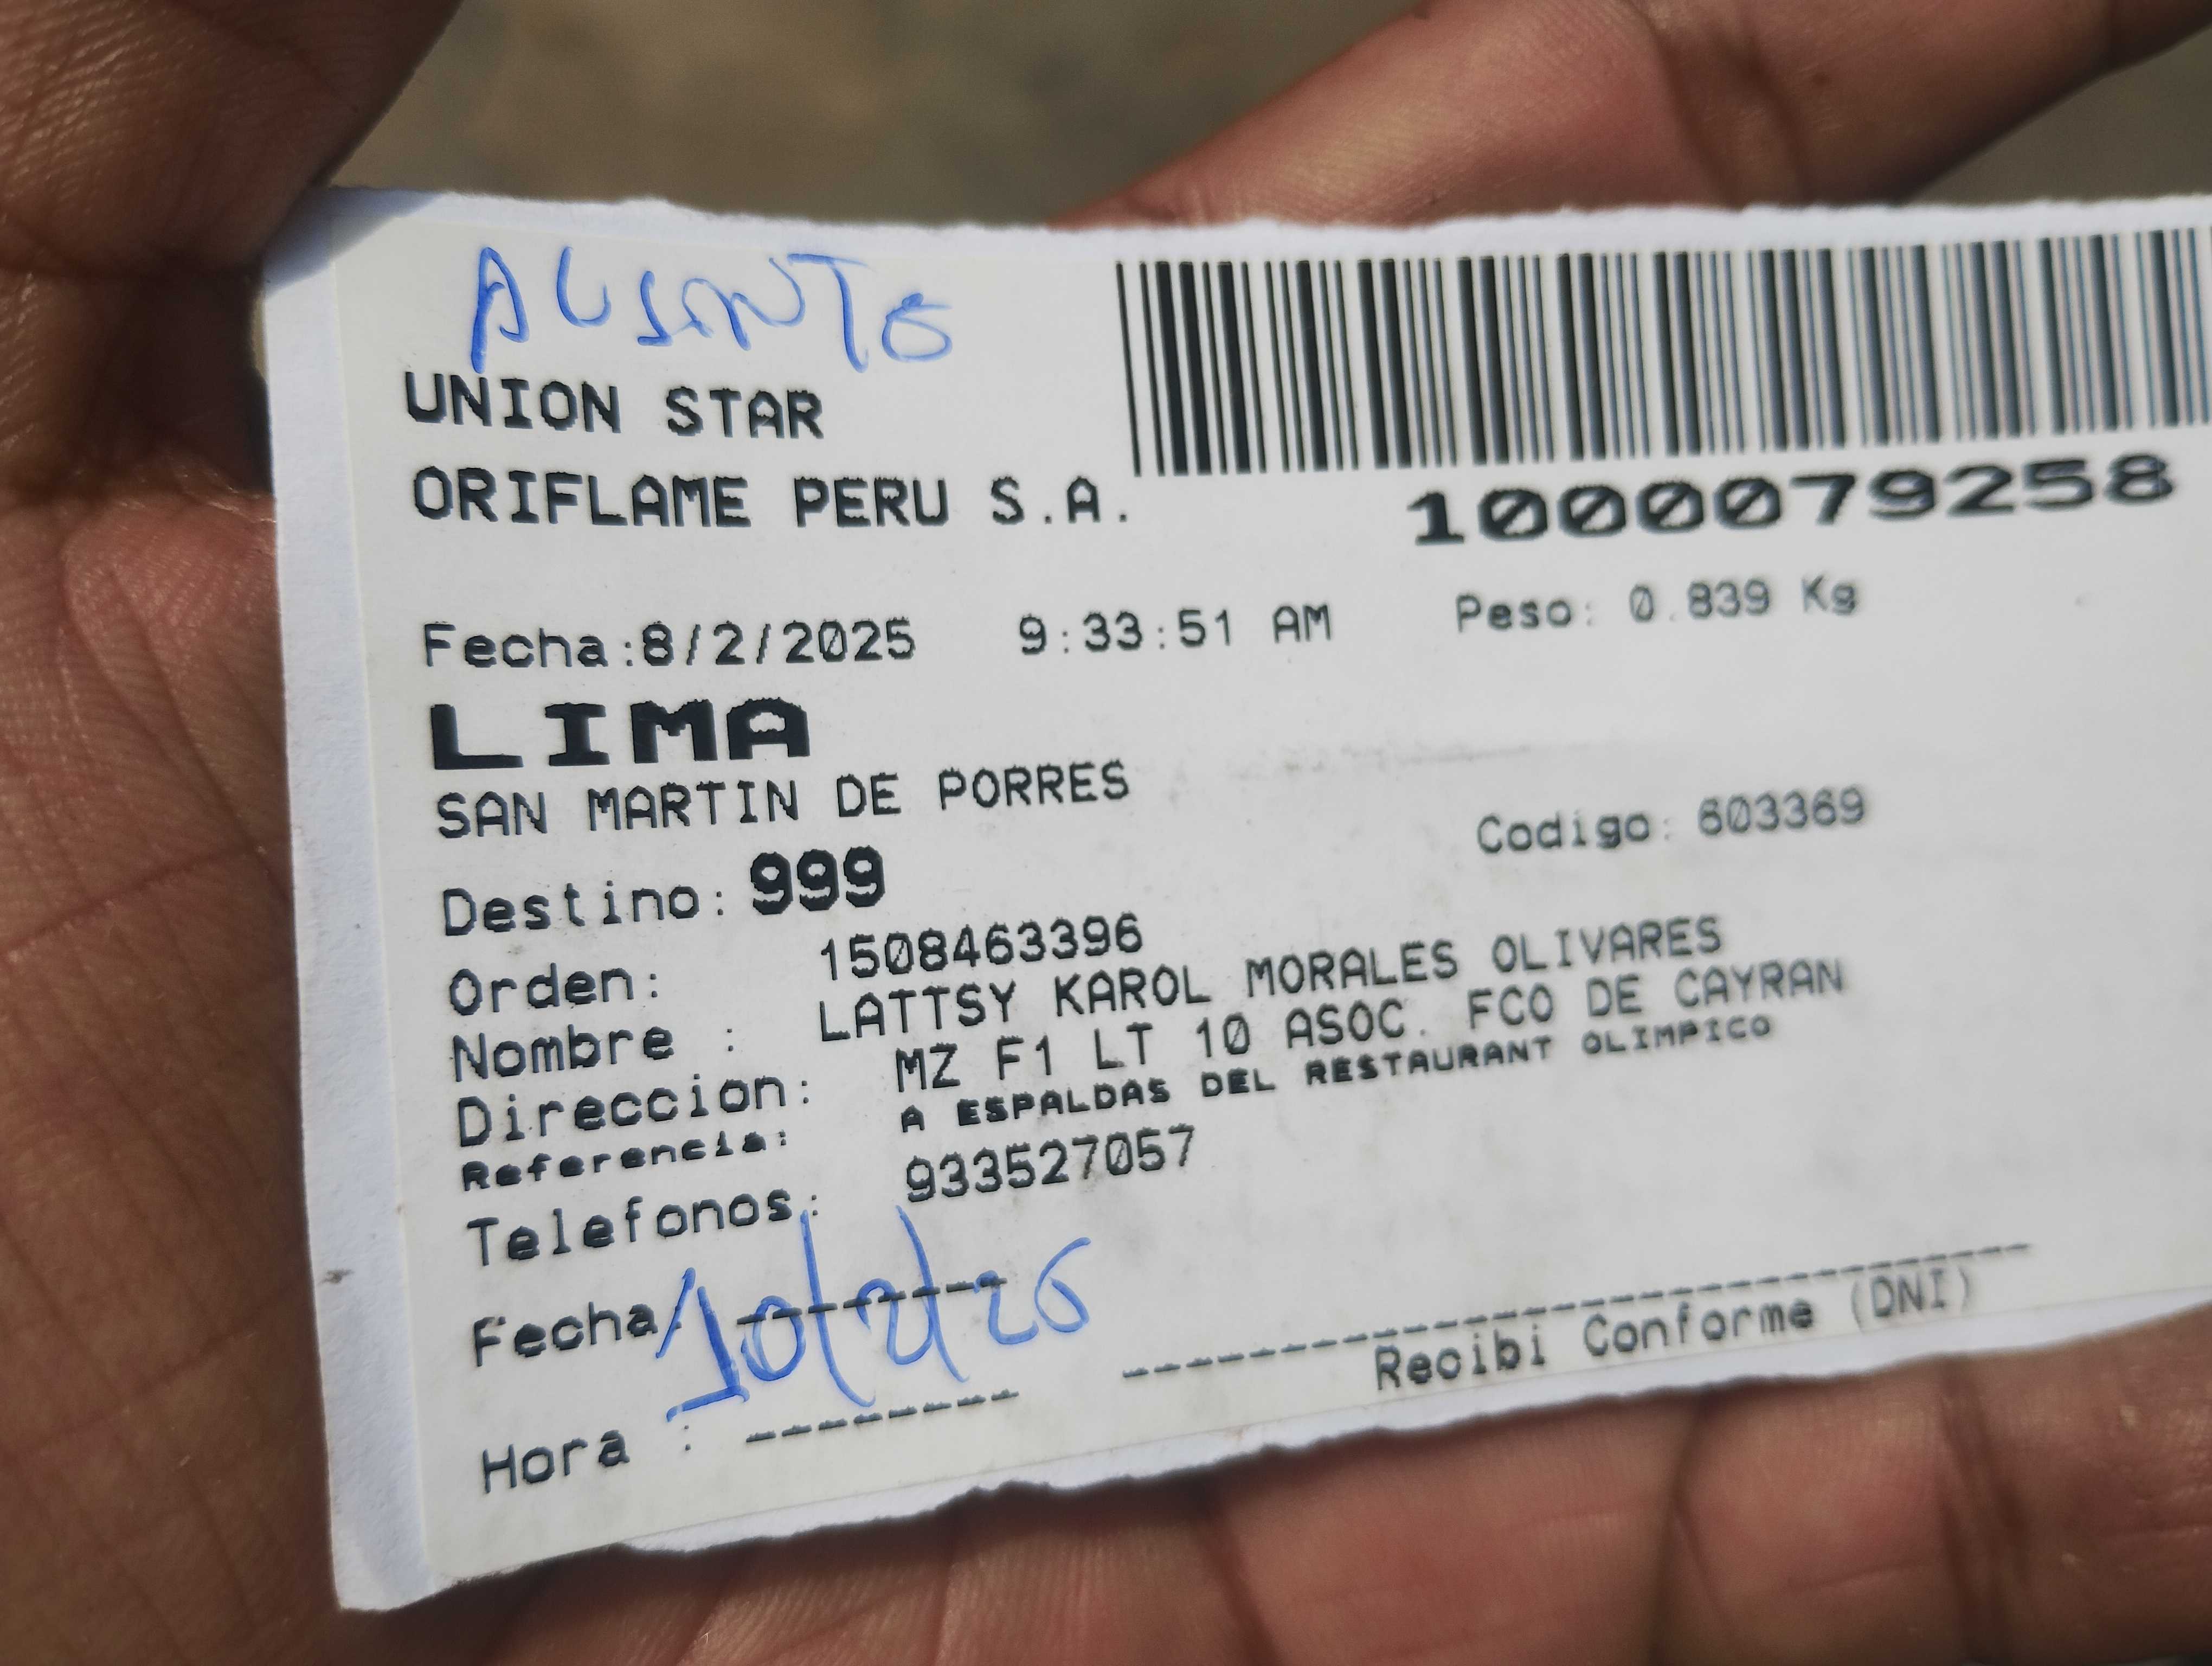 AUSENTE
UNION STAR
ORIFLAME PERU S.A.
1000079258
Fecha:8/2/2025 9:33:51 AM Peso: 0.839 Kg
LIMA
SAN MARTIN DE PORRES
Codigo: 603369
Destino: 999
Orden: 1508463396
Nombre : LATTSY KAROL MORALES OLIVARES
Direccion: MZ F1 LT 10 ASOC. FCO DE CAYRAN
Referencia: A ESPALDAS DEL RESTAURANT OLIMPICO
Telefonos: 933527057
Fecha: 10/2/25
Hora :
Recibi Conforme (DNI)